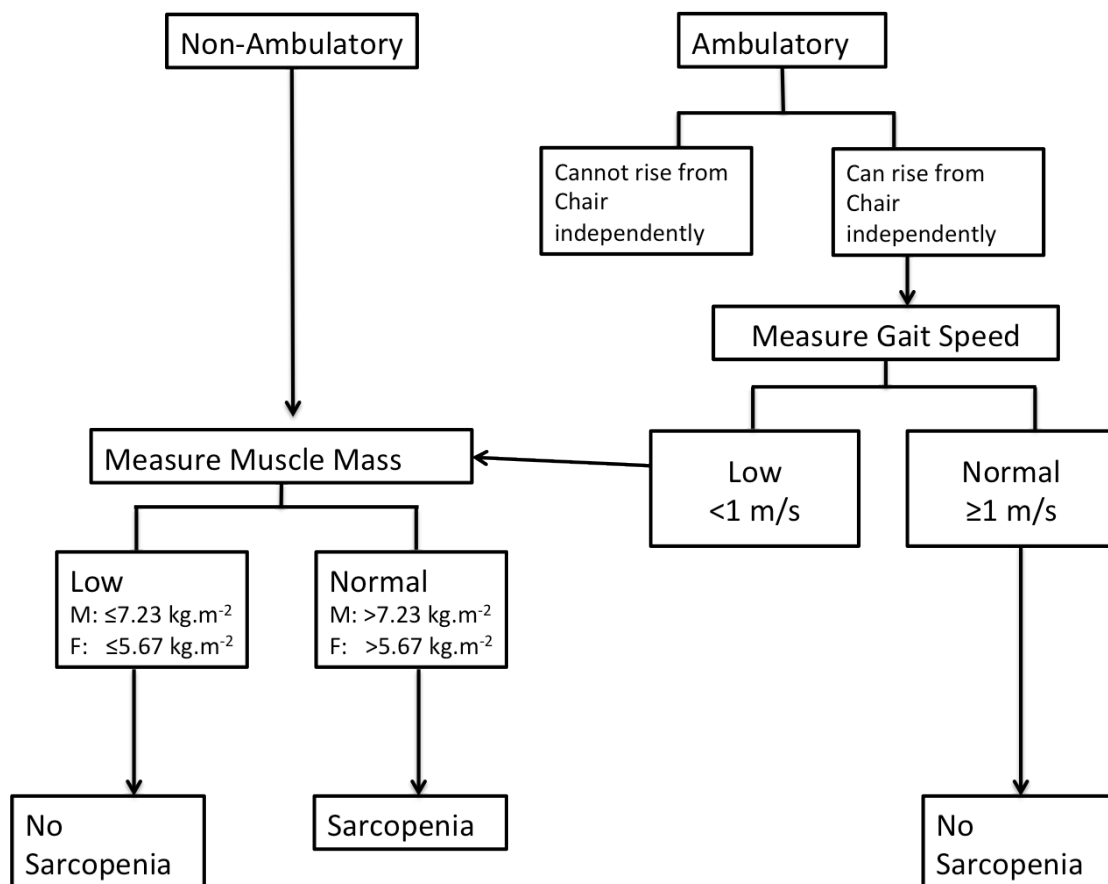 Non-Ambulatory
Ambulatory
Cannot rise from
Chair
independently
Can rise from
Chair
independently
Measure Gait Speed
Measure Muscle Mass
Low
<1 m/s
Normal
≥1 m/s
Low
M: ≤7.23 kg.m⁻²
F: ≤5.67 kg.m⁻²
Normal
M: >7.23 kg.m⁻²
F: >5.67 kg.m⁻²
No
Sarcopenia
Sarcopenia
No
Sarcopenia